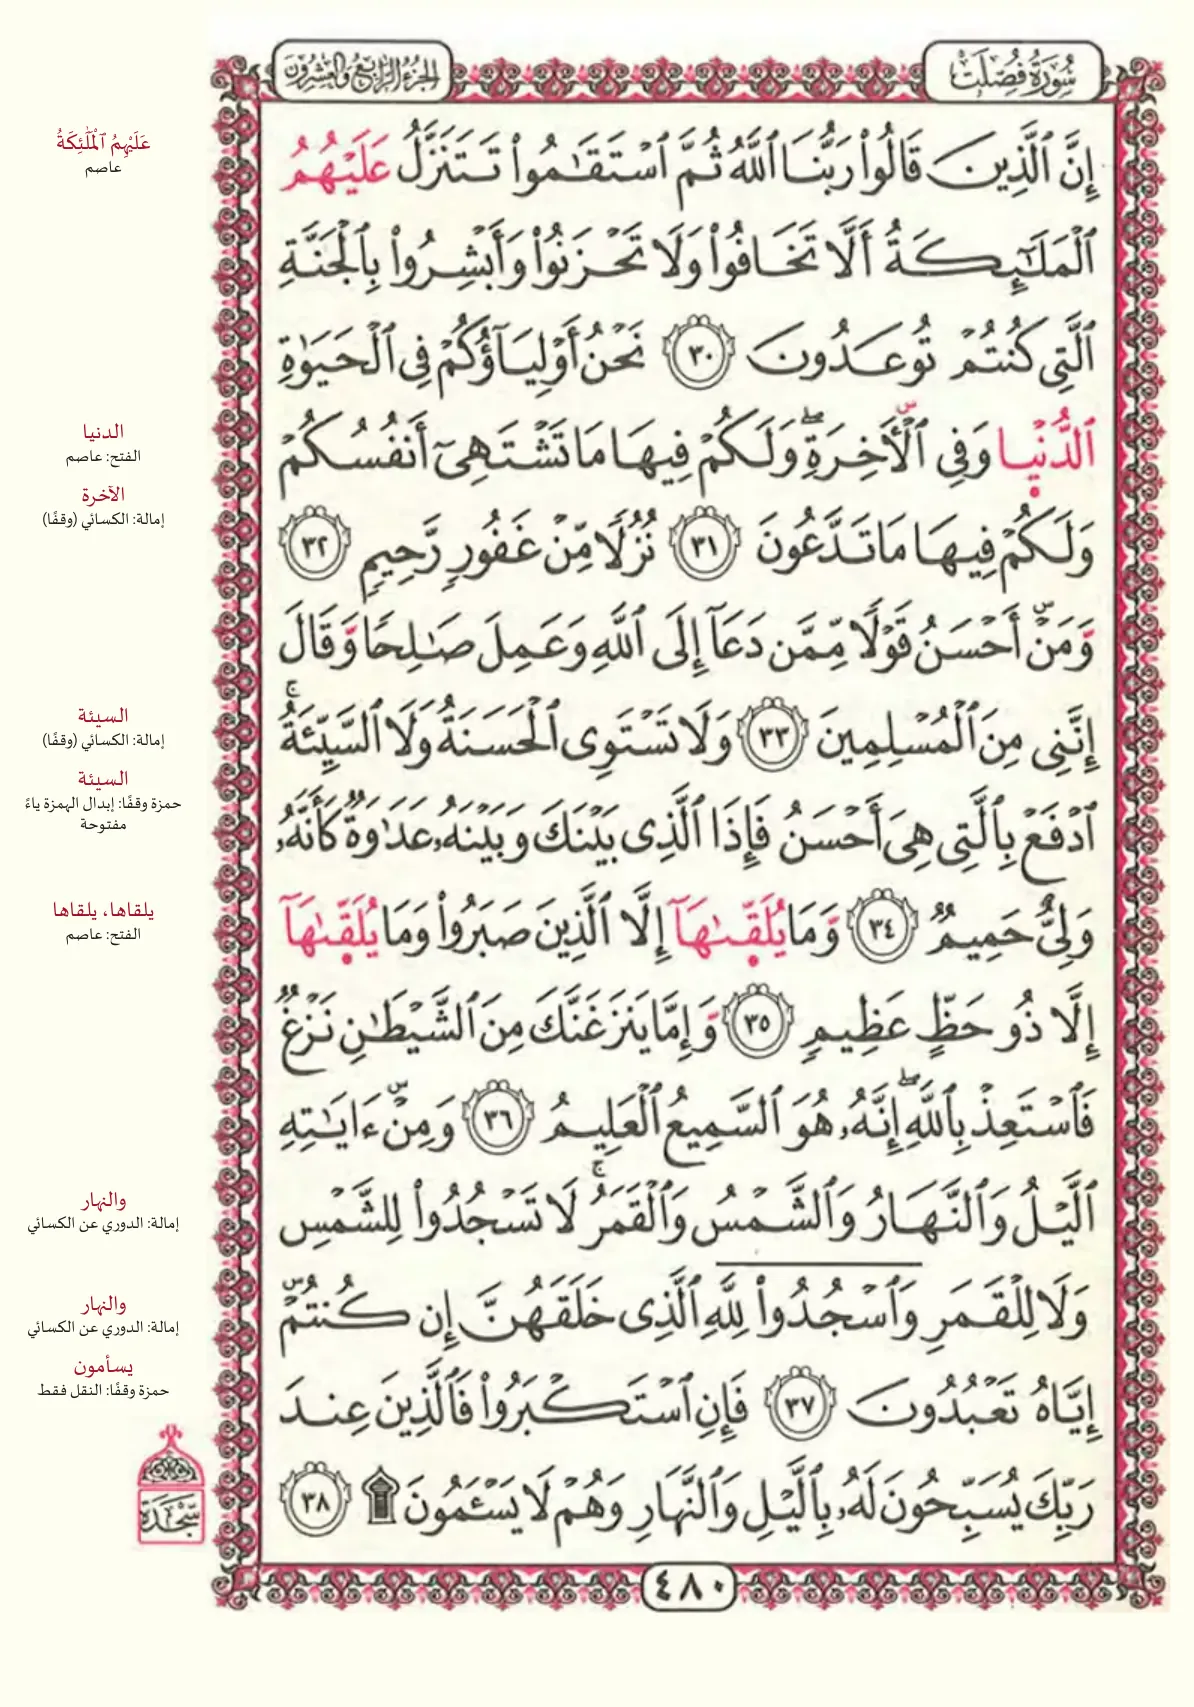 سُورَةُ فُصِّلَتْ
الجُزْءُ الرَّابِعُ وَالعِشْرُونَ
إِنَّ ٱلَّذِينَ قَالُوا۟ رَبُّنَا ٱللَّهُ ثُمَّ ٱسْتَقَـٰمُوا۟ تَتَنَزَّلُ عَلَيْهُمُ
ٱلْمَلَـٰٓئِكَةُ أَلَّا تَخَافُوا۟ وَلَا تَحْزَنُوا۟ وَأَبْشِرُوا۟ بِٱلْجَنَّةِ
ٱلَّتِى كُنتُمْ تُوعَدُونَ ٣٠ نَحْنُ أَوْلِيَآؤُكُمْ فِى ٱلْحَيَوٰةِ
ٱلدُّنْيَا وَفِى ٱلْأَخِرَةِ ۖ وَلَكُمْ فِيهَا مَا تَشْتَهِىٓ أَنفُسُكُمْ
وَلَكُمْ فِيهَا مَا تَدَّعُونَ ٣١ نُزُلًا مِّنْ غَفُورٍ رَّحِيمٍ ٣٢
وَمَنْ أَحْسَنُ قَوْلًا مِّمَّن دَعَآ إِلَى ٱللَّهِ وَعَمِلَ صَـٰلِحًا وَقَالَ
إِنَّنِى مِنَ ٱلْمُسْلِمِينَ ٣٣ وَلَا تَسْتَوِى ٱلْحَسَنَةُ وَلَا ٱلسَّيِّئَةُ ۚ
ٱدْفَعْ بِٱلَّتِى هِىَ أَحْسَنُ فَإِذَا ٱلَّذِى بَيْنَكَ وَبَيْنَهُۥ عَدَٰوَةٌ كَأَنَّهُۥ
وَلِىٌّ حَمِيمٌ ٣٤ وَمَا يُلَقَّىٰهَآ إِلَّا ٱلَّذِينَ صَبَرُوا۟ وَمَا يُلَقَّىٰهَآ
إِلَّا ذُو حَظٍّ عَظِيمٍ ٣٥ وَإِمَّا يَنزَغَنَّكَ مِنَ ٱلشَّيْطَـٰنِ نَزْغٌ
فَٱسْتَعِذْ بِٱللَّهِ ۖ إِنَّهُۥ هُوَ ٱلسَّمِيعُ ٱلْعَلِيمُ ٣٦ وَمِنْ ءَايَـٰتِهِ
ٱلَّيْلُ وَٱلنَّهَارُ وَٱلشَّمْسُ وَٱلْقَمَرُ ۚ لَا تَسْجُدُوا۟ لِلشَّمْسِ
وَلَا لِلْقَمَرِ وَٱسْجُدُوا۟ لِلَّهِ ٱلَّذِى خَلَقَهُنَّ إِن كُنتُمْ
إِيَّاهُ تَعْبُدُونَ ٣٧ فَإِنِ ٱسْتَكْبَرُوا۟ فَٱلَّذِينَ عِندَ
رَبِّكَ يُسَبِّحُونَ لَهُۥ بِٱلَّيْلِ وَٱلنَّهَارِ وَهُمْ لَا يَسْـَٔمُونَ ۩ ٣٨
٤٨٠
عَلَيْهِمُ ٱلْمَلَٰٓئِكَةُ
عاصم
الدنيا
الفتح: عاصم
الآخرة
إمالة: الكسائي (وقفًا)
السيئة
إمالة: الكسائي (وقفًا)
السيئة
حمزة وقفًا: إبدال الهمزة ياءً
مفتوحة
يلقاها، يلقاها
الفتح: عاصم
والنهار
إمالة: الدوري عن الكسائي
والنهار
إمالة: الدوري عن الكسائي
يسأمون
حمزة وقفًا: النقل فقط
سَجْدَة